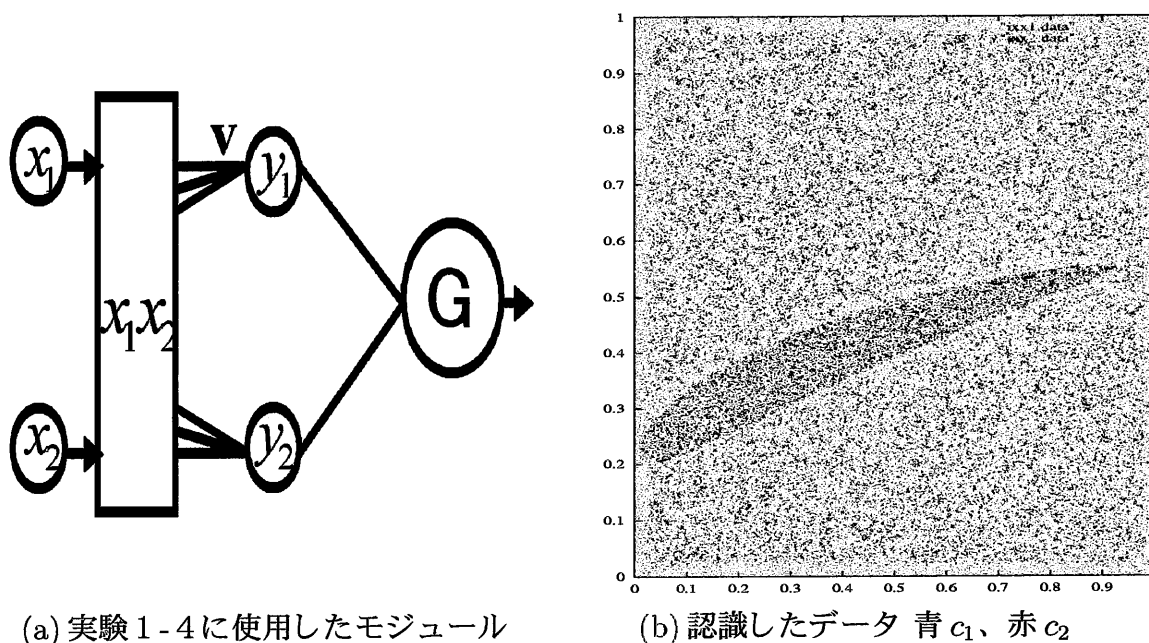 x₁
v
y₁
G
x₁x₂
x₂
y₂
1
0.9
0.8
0.7
0.6
0.5
0.4
0.3
0.2
0.1
0
0 0.1 0.2 0.3 0.4 0.5 0.6 0.7 0.8 0.9
(a) 実験1-4に使用したモジュール
(b) 認識したデータ 青 c₁、赤 c₂